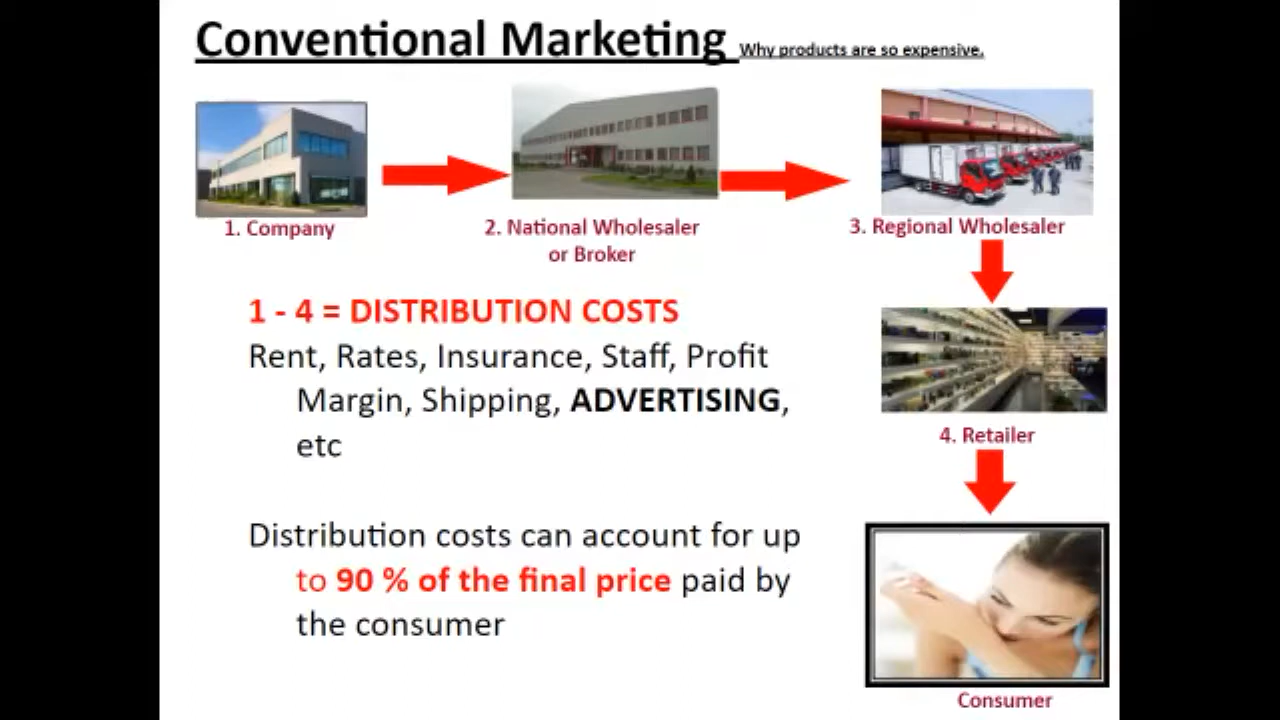 Conventional Marketing Why products are so expensive.
1. Company
2. National Wholesaler
or Broker
3. Regional Wholesaler
1 - 4 = DISTRIBUTION COSTS
Rent, Rates, Insurance, Staff, Profit
Margin, Shipping, ADVERTISING,
etc
4. Retailer
Distribution costs can account for up
to 90 % of the final price paid by
the consumer
Consumer